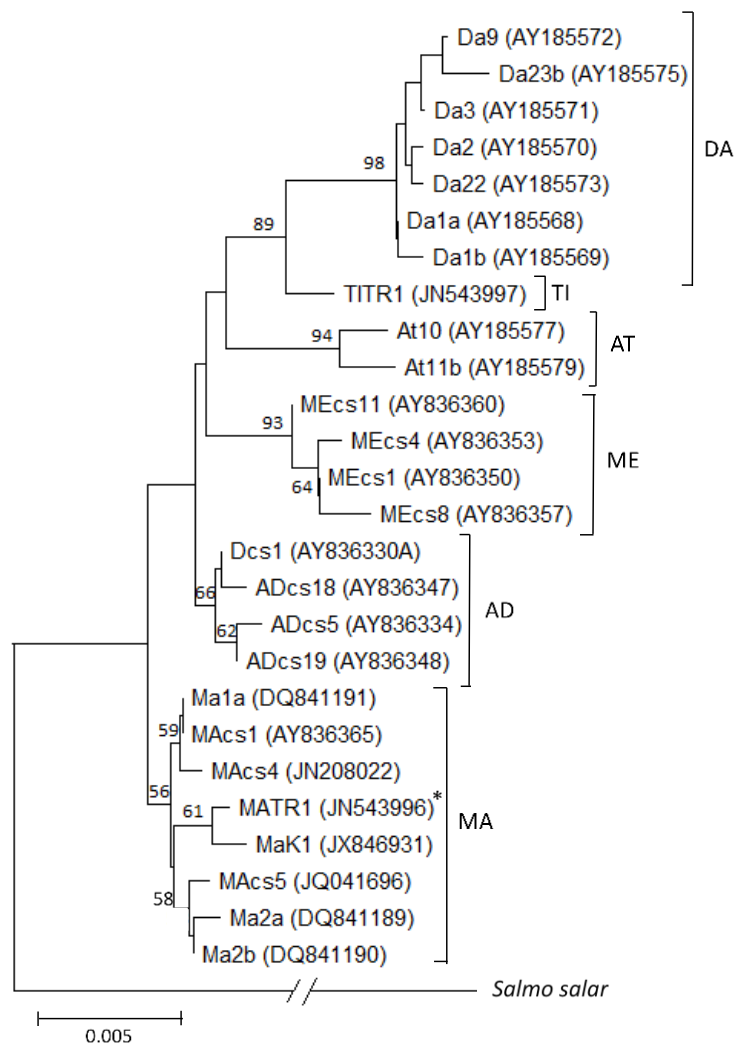 Da9 (AY185572)
Da23b (AY185575)
Da3 (AY185571)
98
Da2 (AY185570)
DA
Da22 (AY185573)
89
Da1a (AY185568)
Da1b (AY185569)
TITR1 (JN543997)
TI
94
At10 (AY185577)
AT
At11b (AY185579)
93
MEcs11 (AY836360)
MEcs4 (AY836353)
ME
64
MEcs1 (AY836350)
MEcs8 (AY836357)
Dcs1 (AY836330A)
66
ADcs18 (AY836347)
AD
62
ADcs5 (AY836334)
ADcs19 (AY836348)
Ma1a (DQ841191)
59
MAcs1 (AY836365)
MAcs4 (JN208022)
56
61
MATR1 (JN543996)*
MA
MaK1 (JX846931)
MAcs5 (JQ041696)
58
Ma2a (DQ841189)
Ma2b (DQ841190)
Salmo salar
0.005